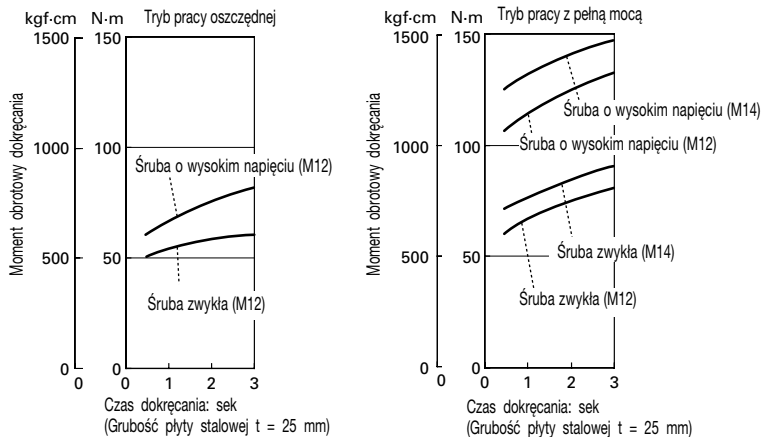 kgf·cm N·m Tryb pracy oszczędnej
1500 150
Moment obrotowy dokręcania
1000 100
Śruba o wysokim napięciu (M12)
500 50
Śruba zwykła (M12)
0 0
0 0 1 2 3
Czas dokręcania: sek
(Grubość płyty stalowej t = 25 mm)
kgf·cm N·m Tryb pracy z pełną mocą
1500 150
Moment obrotowy dokręcania
Śruba o wysokim napięciu (M14)
1000 100
Śruba o wysokim napięciu (M12)
500 50
Śruba zwykła (M14)
Śruba zwykła (M12)
0 0
0 0 1 2 3
Czas dokręcania: sek
(Grubość płyty stalowej t = 25 mm)